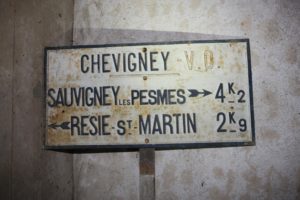 CHEVIGNEY V.O.
SAUVIGNEY LES PESMES 4K2
RESIE-ST-MARTIN 2K9